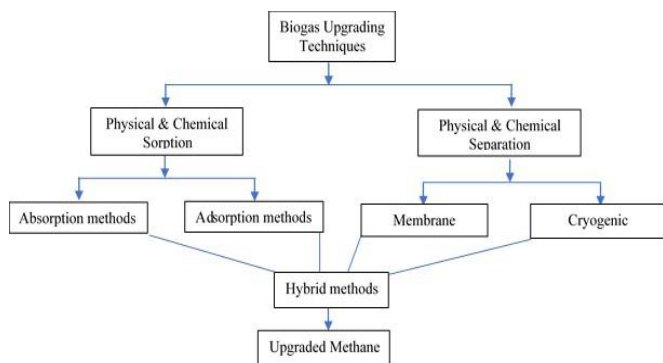 Biogas Upgrading
Techniques
Physical & Chemical
Sorption
Physical & Chemical
Separation
Absorption methods
Adsorption methods
Membrane
Cryogenic
Hybrid methods
Upgraded Methane